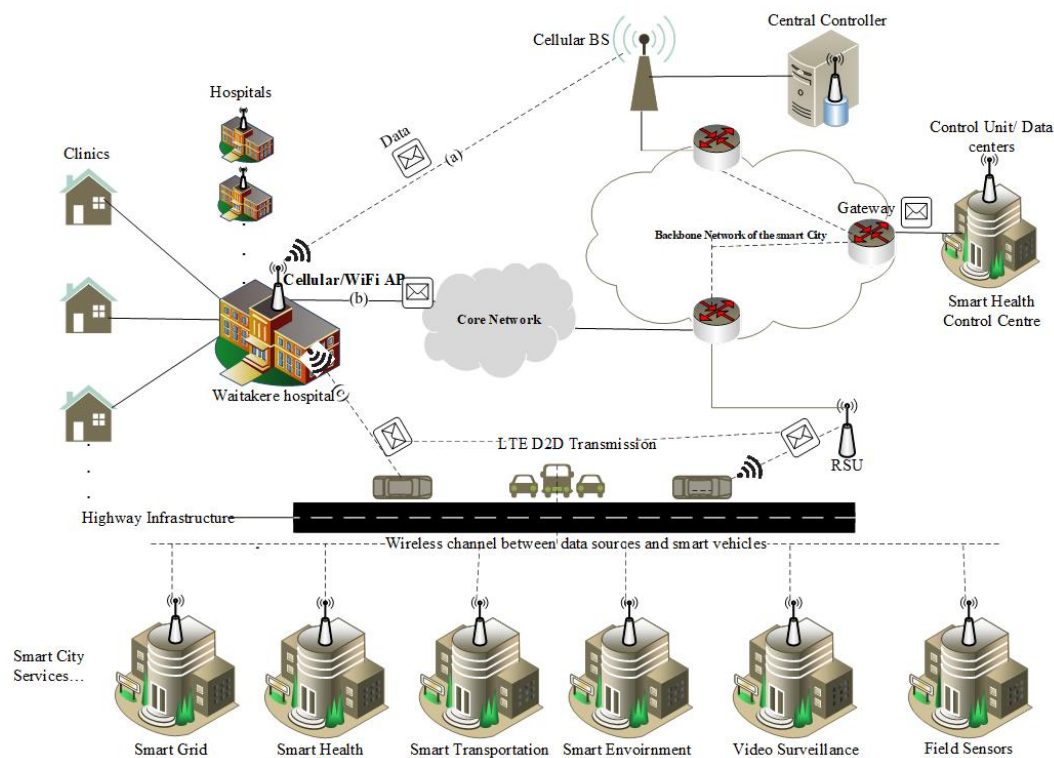 Cellular BS
Central Controller
Hospitals
Data
(a)
Control Unit/ Data
centers
Clinics
Gateway
Backbone Network of the smart City
Cellular/WiFi AP
(b)
Core Network
Smart Health
Control Centre
Waitakere hospital
(c)
LTE D2D Transmission
RSU
Highway Infrastructure
Wireless channel between data sources and smart vehicles
Smart City
Services...
Smart Grid
Smart Health
Smart Transportation
Smart Envoirnment
Video Surveillance
Field Sensors